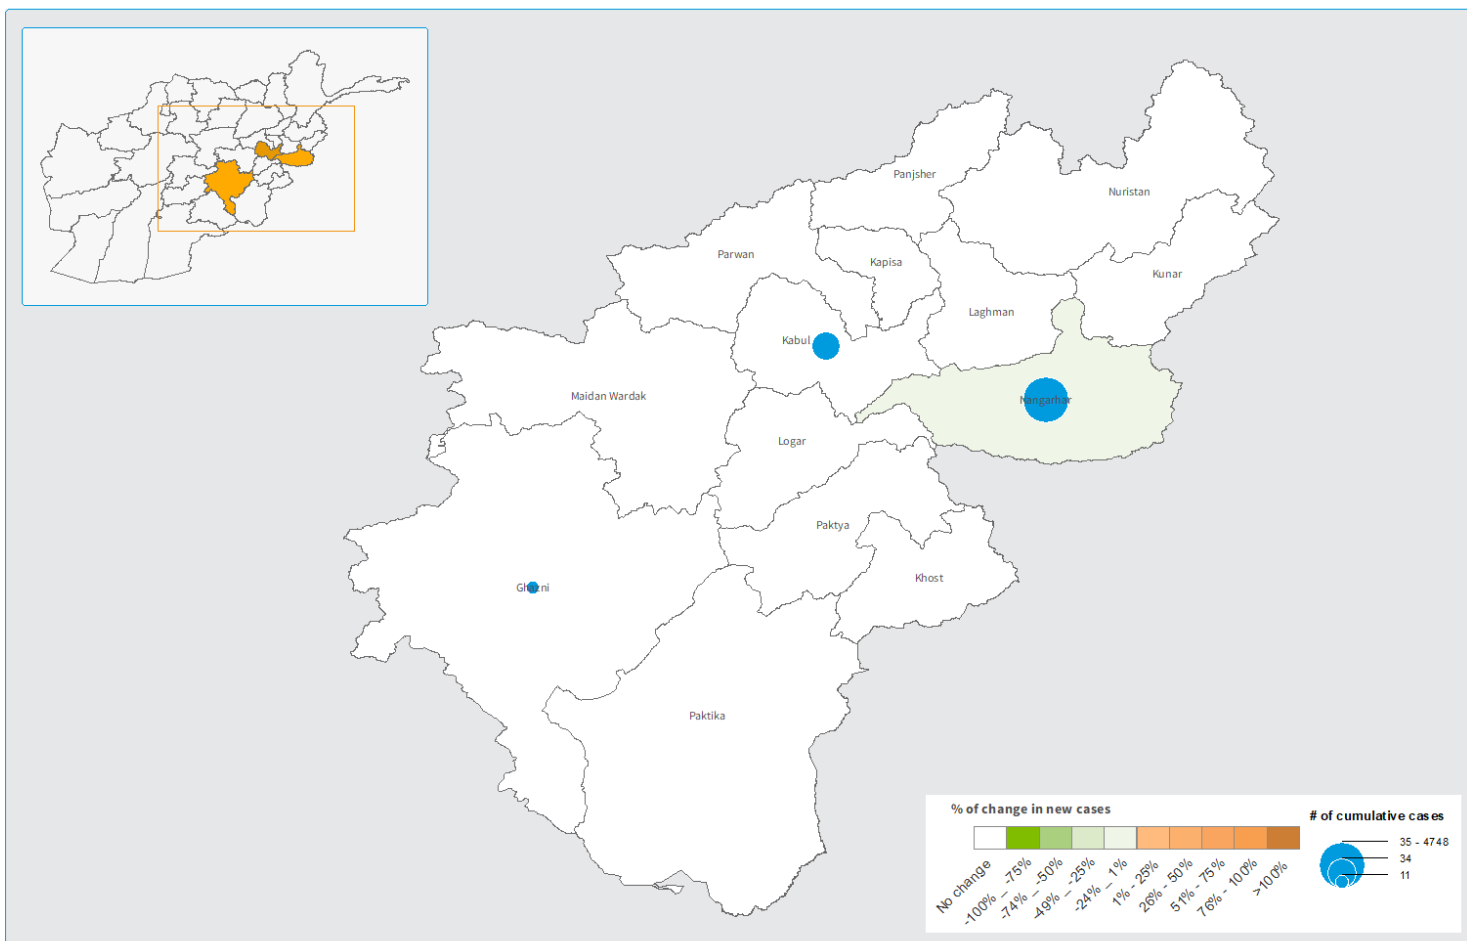 Panjsher
Nuristan
Parwan
Kapisa
Kunar
Laghman
Kabul
Maidan Wardak
Nangarhar
Logar
Paktya
Khost
Ghazni
Paktika
% of change in new cases
No change
-100% _ -75%
-74% _ -50%
-49% _ -25%
-24% _ 1%
1% - 25%
26% - 50%
51% - 75%
76% - 100%
>100%
# of cumulative cases
35 - 4748
34
11